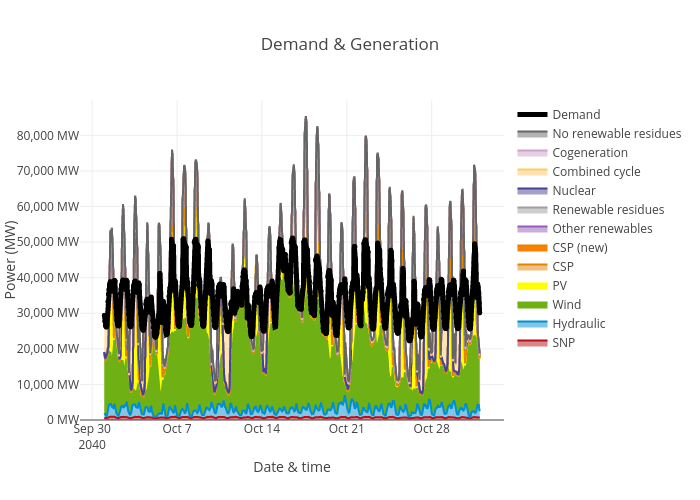 Demand & Generation
Power (MW)
80,000 MW
70,000 MW
60,000 MW
50,000 MW
40,000 MW
30,000 MW
20,000 MW
10,000 MW
0 MW
Sep 30
2040
Oct 7
Oct 14
Oct 21
Oct 28
Date & time
Demand
No renewable residues
Cogeneration
Combined cycle
Nuclear
Renewable residues
Other renewables
CSP (new)
CSP
PV
Wind
Hydraulic
SNP